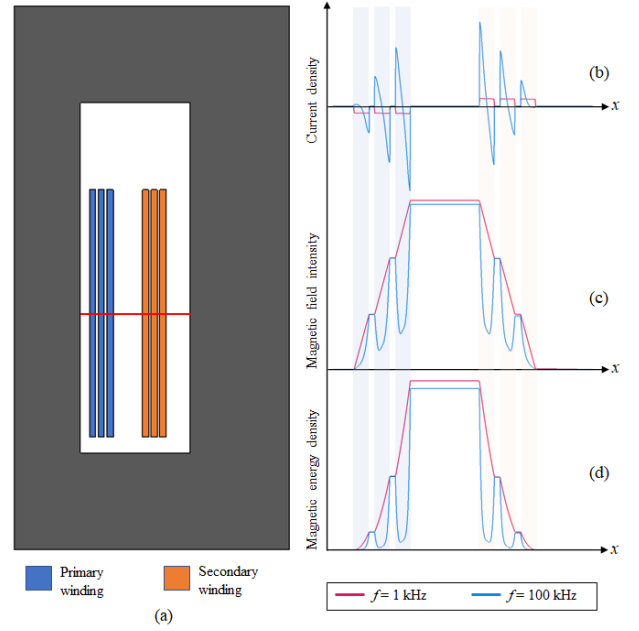 Primary
winding
Secondary
winding
(a)
Current density
x
(b)
Magnetic field intensity
x
(c)
Magnetic energy density
x
(d)
f = 1 kHz
f = 100 kHz